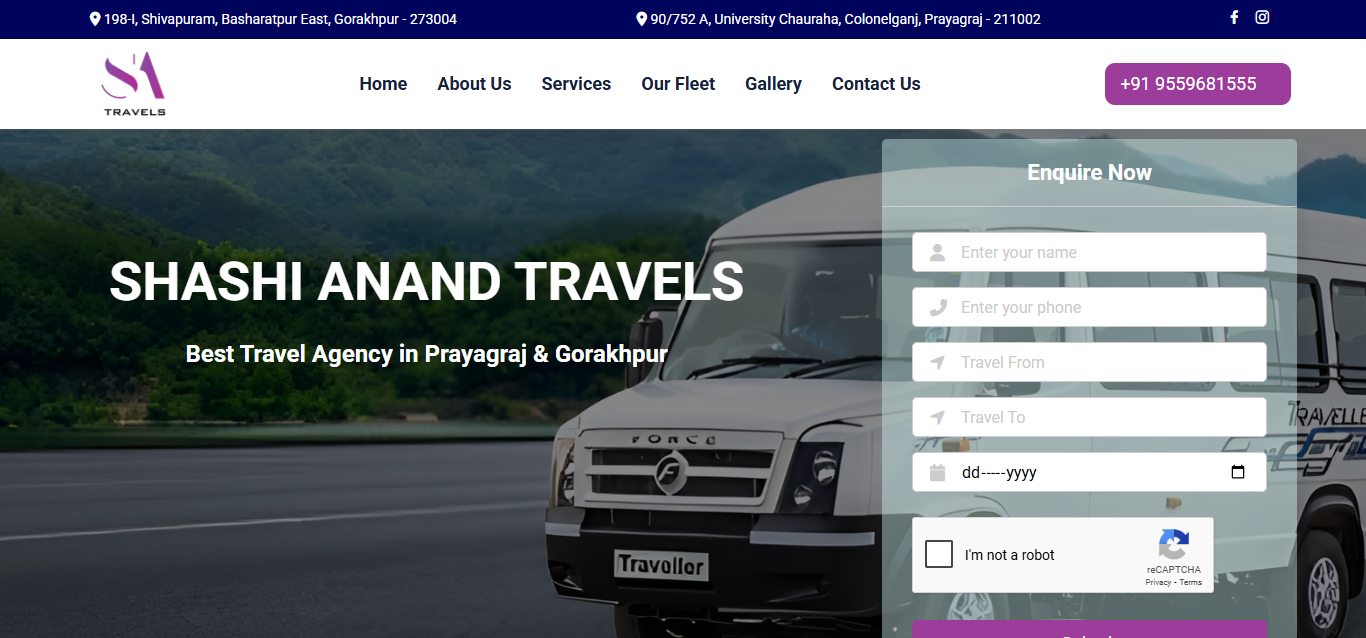 198-I, Shivapuram, Basharatpur East, Gorakhpur - 273004
90/752 A, University Chauraha, Colonelganj, Prayagraj - 211002
SA
TRAVELS
Home
About Us
Services
Our Fleet
Gallery
Contact Us
+91 9559681555
Enquire Now
SHASHI ANAND TRAVELS
Best Travel Agency in Prayagraj & Gorakhpur
Enter your name
Enter your phone
Travel From
Travel To
dd-----yyyy
I'm not a robot
reCAPTCHA
Privacy - Terms
FORCE
Traveller